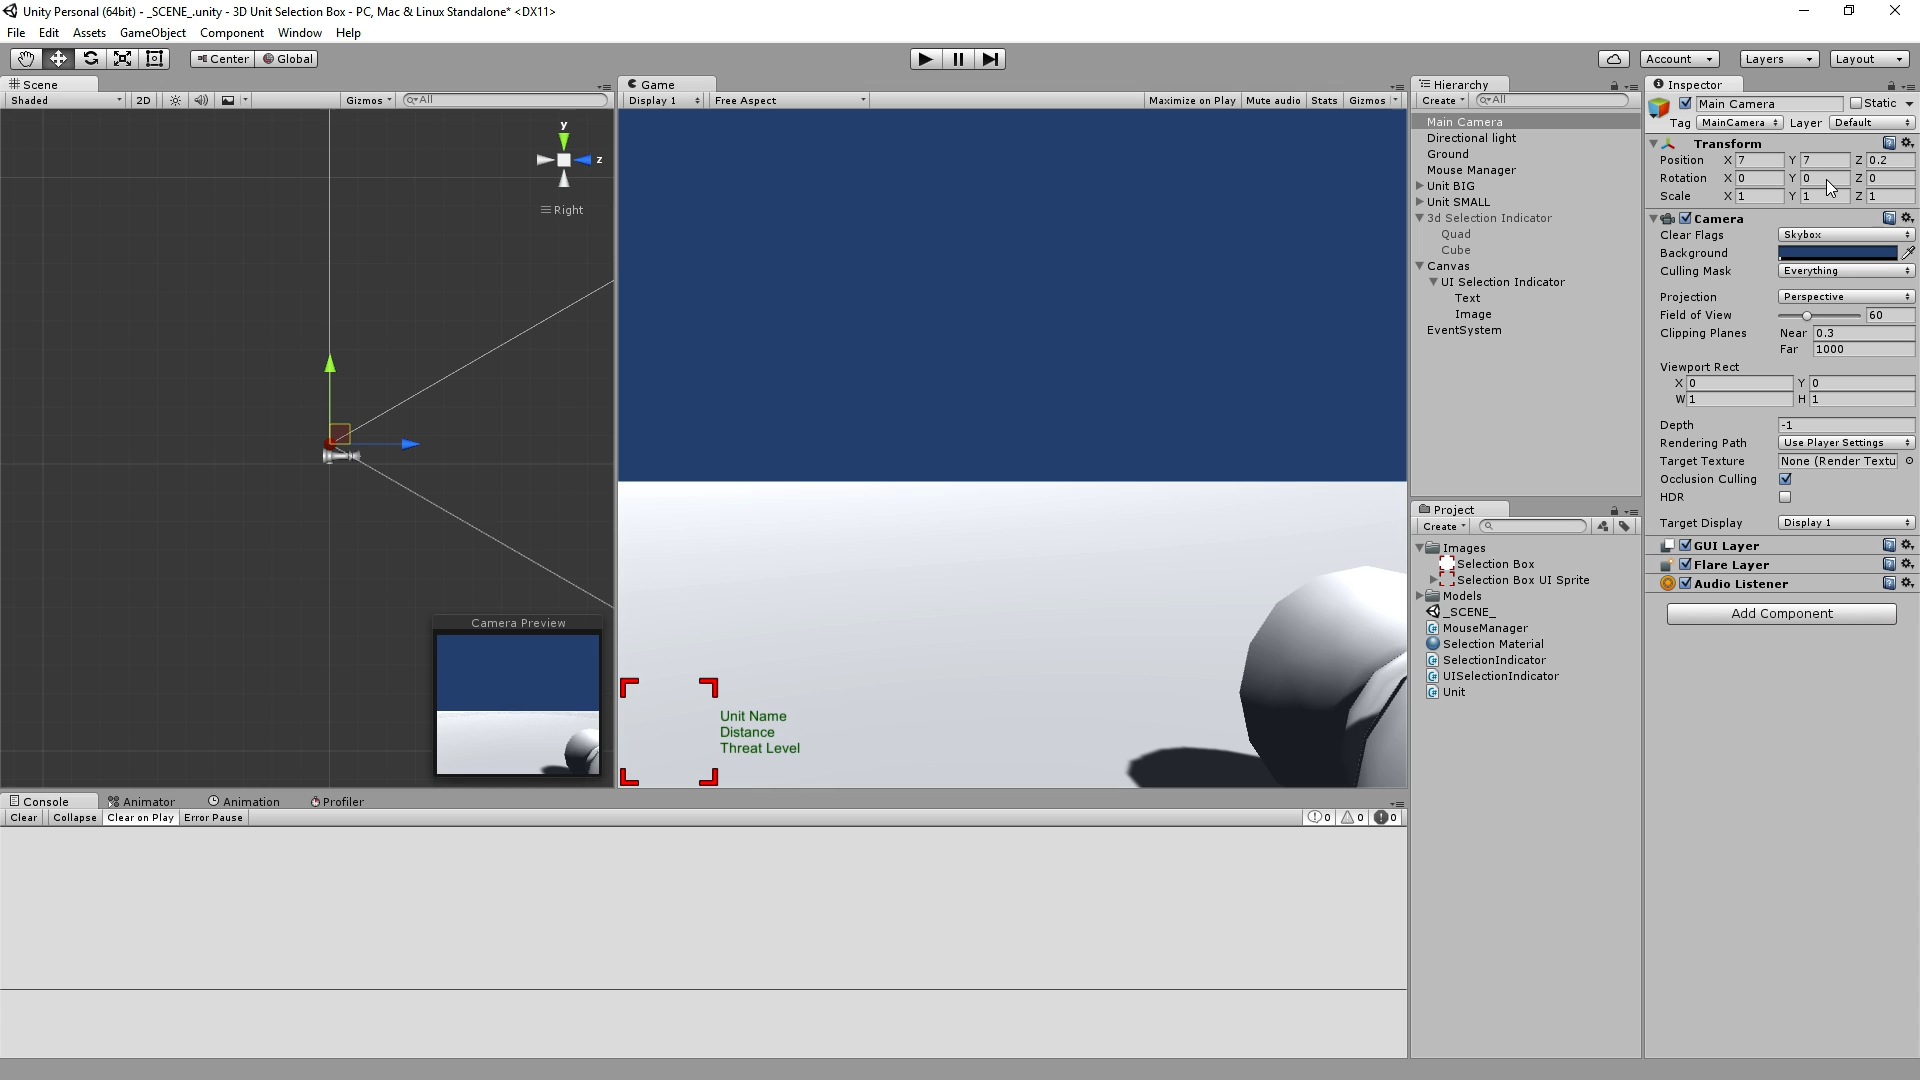 Unity Personal (64bit) - _SCENE_.unity - 3D Unit Selection Box - PC, Mac & Linux Standalone* <DX11>
File Edit Assets GameObject Component Window Help
Center Global
Account Layers Layout
Scene
Shaded 2D Gizmos All
y
z
Right
Camera Preview
Game
Display 1 Free Aspect Maximize on Play Mute audio Stats Gizmos
Unit Name
Distance
Threat Level
Console Animator Animation Profiler
Clear Collapse Clear on Play Error Pause 0 0 0
Hierarchy
Create All
Main Camera
Directional light
Ground
Mouse Manager
Unit BIG
Unit SMALL
3d Selection Indicator
Quad
Cube
Canvas
UI Selection Indicator
Text
Image
EventSystem
Project
Create
Images
Selection Box
Selection Box UI Sprite
Models
_SCENE_
MouseManager
Selection Material
SelectionIndicator
UISelectionIndicator
Unit
Inspector
Main Camera Static
Tag MainCamera Layer Default
Transform
Position X 7 Y 7 Z 0.2
Rotation X 0 Y 0 Z 0
Scale X 1 Y 1 Z 1
Camera
Clear Flags Skybox
Background
Culling Mask Everything
Projection Perspective
Field of View 60
Clipping Planes Near 0.3
Far 1000
Viewport Rect
X 0 Y 0
W 1 H 1
Depth -1
Rendering Path Use Player Settings
Target Texture None (Render Textu
Occlusion Culling
HDR
Target Display Display 1
GUI Layer
Flare Layer
Audio Listener
Add Component